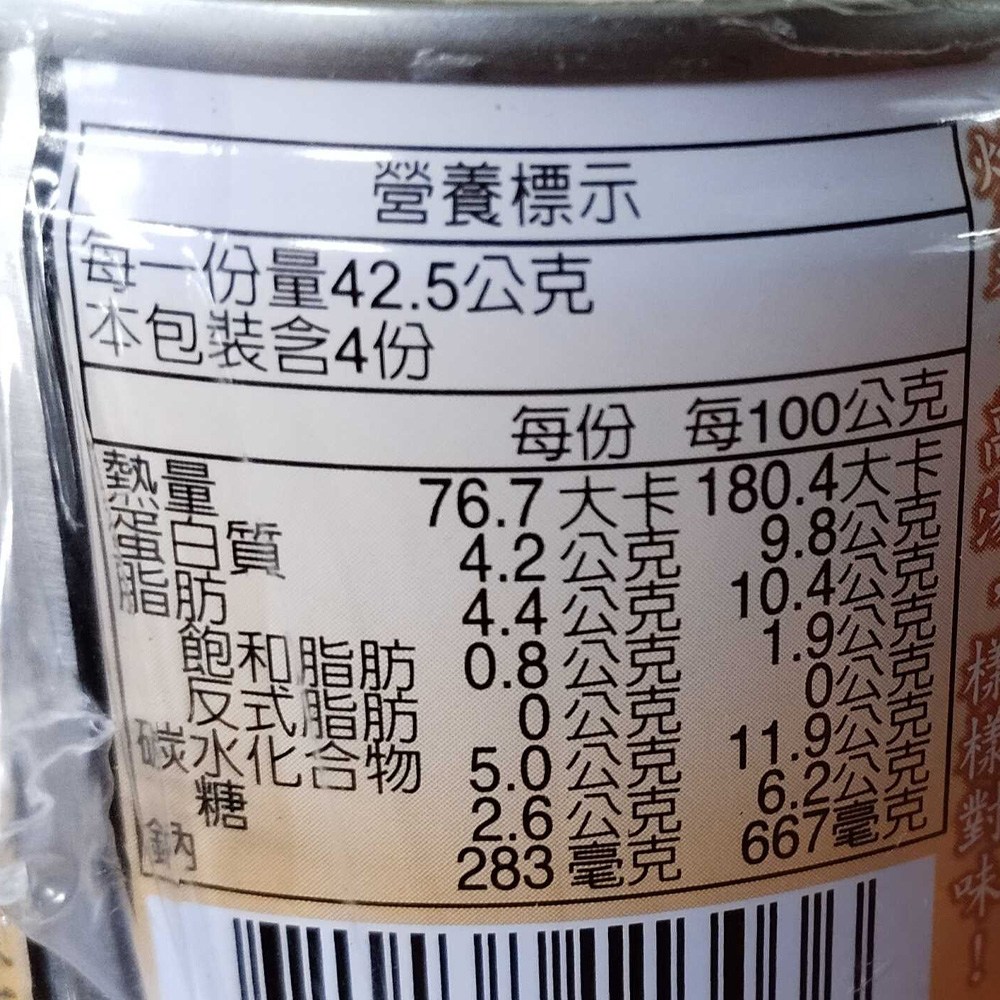 營養標示
每一份量42.5公克
本包裝含4份
每份 每100公克
熱量 76.7大卡 180.4大卡
蛋白質 4.2公克 9.8公克
脂肪 4.4公克 10.4公克
飽和脂肪 0.8公克 1.9公克
反式脂肪 0公克 0公克
碳水化合物 5.0公克 11.9公克
糖 2.6公克 6.2公克
鈉 283毫克 667毫克
樣樣對味!